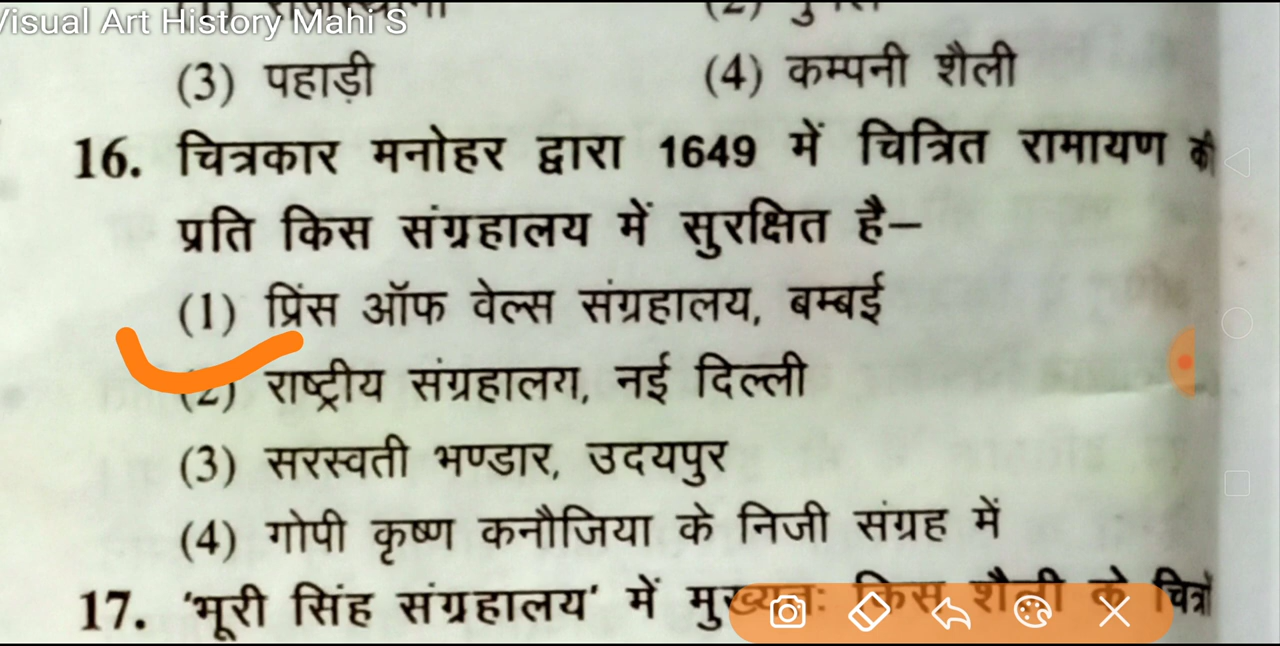 Visual Art History Mahi S
(3) पहाड़ी (4) कम्पनी शैली
16. चित्रकार मनोहर द्वारा 1649 में चित्रित रामायण की
प्रति किस संग्रहालय में सुरक्षित है–
(1) प्रिंस ऑफ वेल्स संग्रहालय, बम्बई
(2) राष्ट्रीय संग्रहालय, नई दिल्ली
(3) सरस्वती भण्डार, उदयपुर
(4) गोपी कृष्ण कनौजिया के निजी संग्रह में
17. 'भूरी सिंह संग्रहालय' में मुख्यतः किस शैली के चित्रों